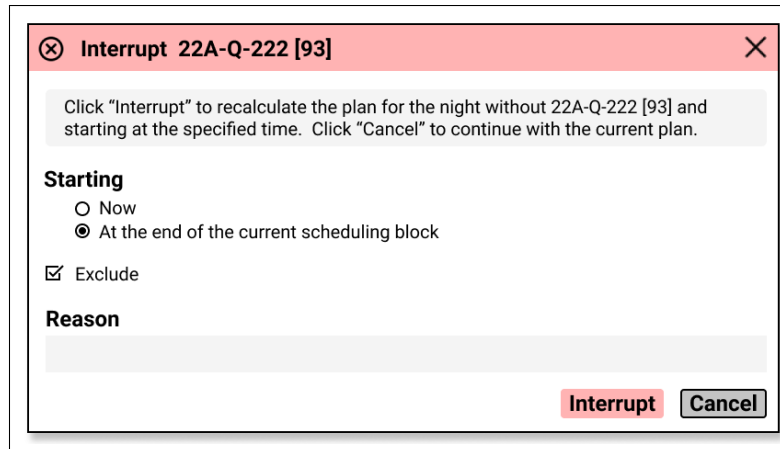 Interrupt 22A-Q-222 [93]
Click “Interrupt” to recalculate the plan for the night without 22A-Q-222 [93] and
starting at the specified time. Click “Cancel” to continue with the current plan.
Starting
Now
At the end of the current scheduling block
Exclude
Reason
Interrupt Cancel